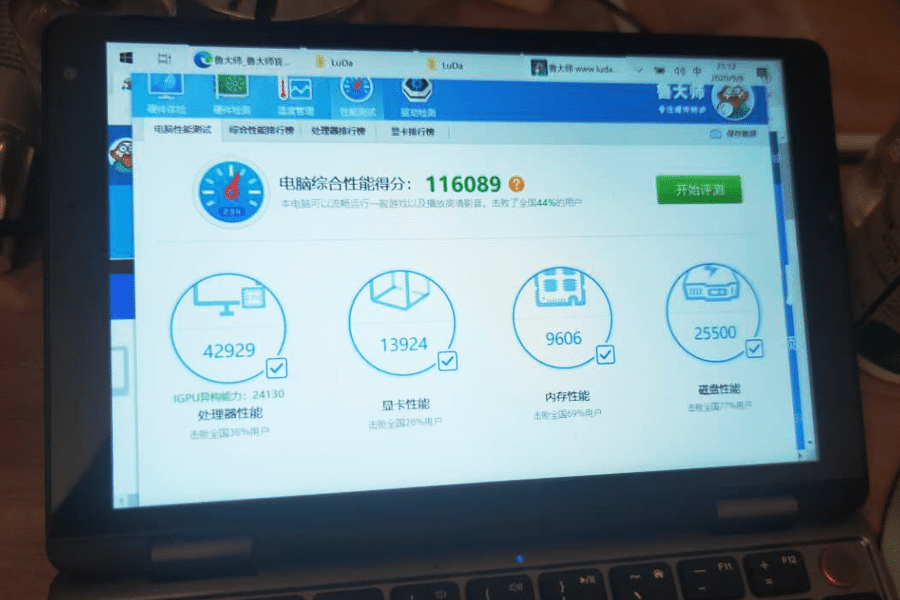 鲁大师_鲁大师官... LuDa LuDa 鲁大师 www.luda... 中 21:12
2020/9/8
硬件体检 硬件检测 温度管理 性能测试 驱动检测 鲁大师
专注硬件防护
电脑性能测试 综合性能排行榜 处理器排行榜 显卡排行榜 保存截屏
电脑综合性能得分: 116089 ?
开始评测
本电脑可以流畅运行一般游戏以及播放高清影音。击败了全国44%的用户
42929 13924 9606 25500
IGPU异构能力: 24130
处理器性能 显卡性能 内存性能 磁盘性能
击败全国36%用户 击败全国28%用户 击败全国69%用户 击败全国77%用户
F11 F12